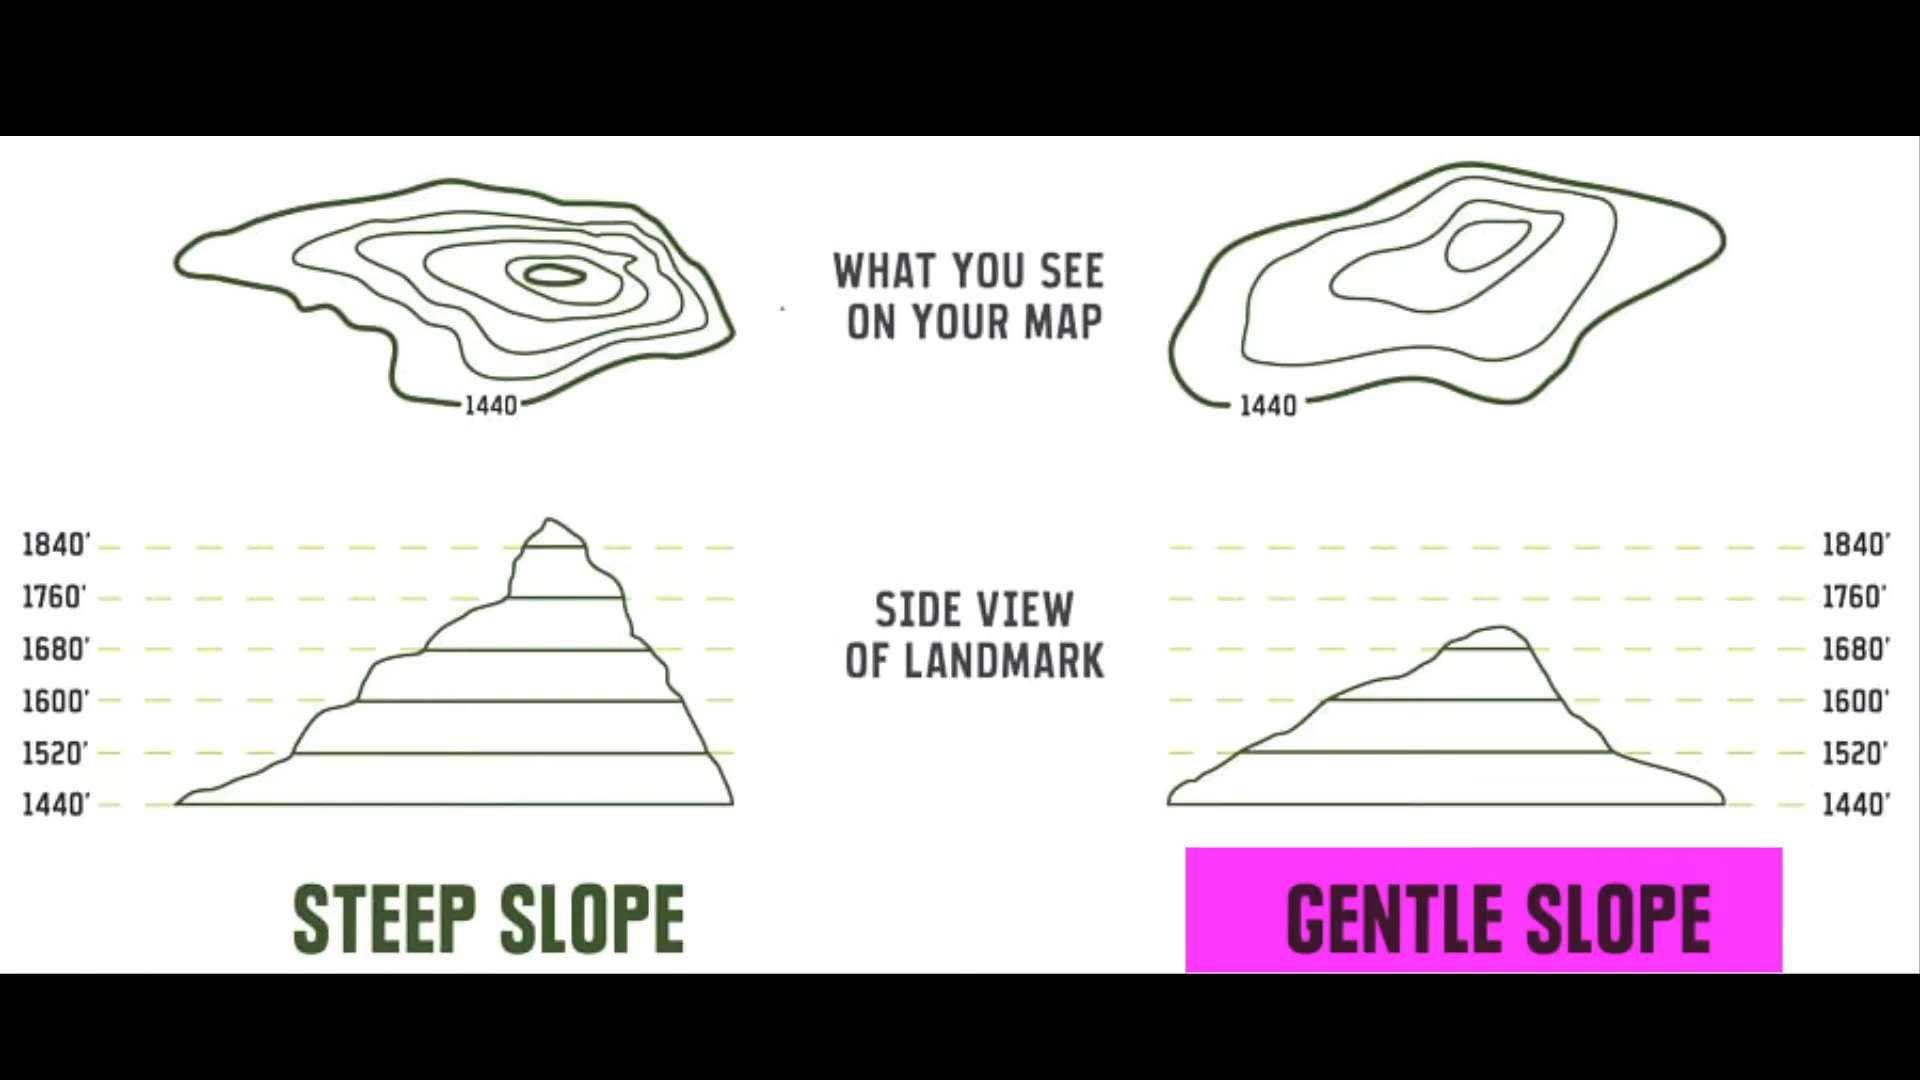 WHAT YOU SEE
ON YOUR MAP
1440
1440
1840'
1760'
1680'
1600'
1520'
1440'
SIDE VIEW
OF LANDMARK
1840'
1760'
1680'
1600'
1520'
1440'
STEEP SLOPE
GENTLE SLOPE